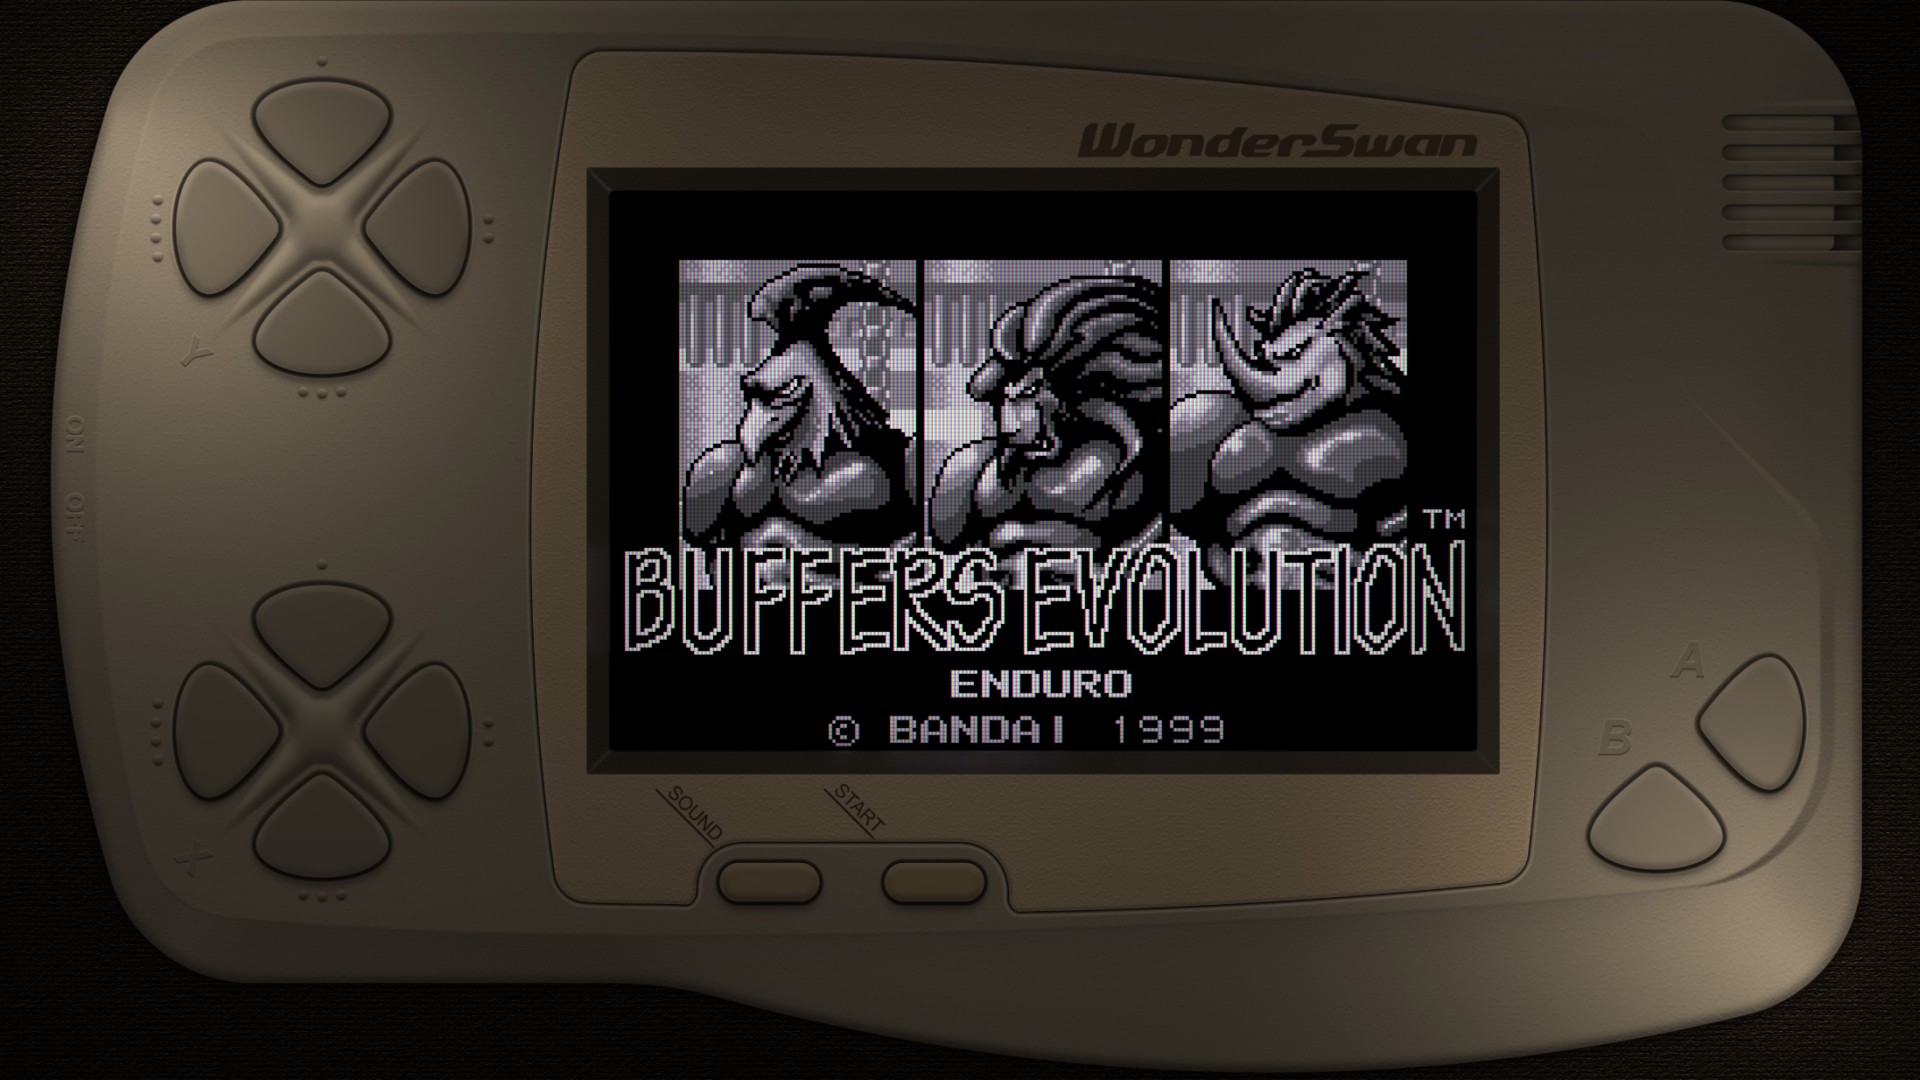 WonderSwan
TM
BUFFERS EVOLUTION
ENDURO
© BANDAI 1999
SOUND
START
Y
X
ON
OFF
A
B